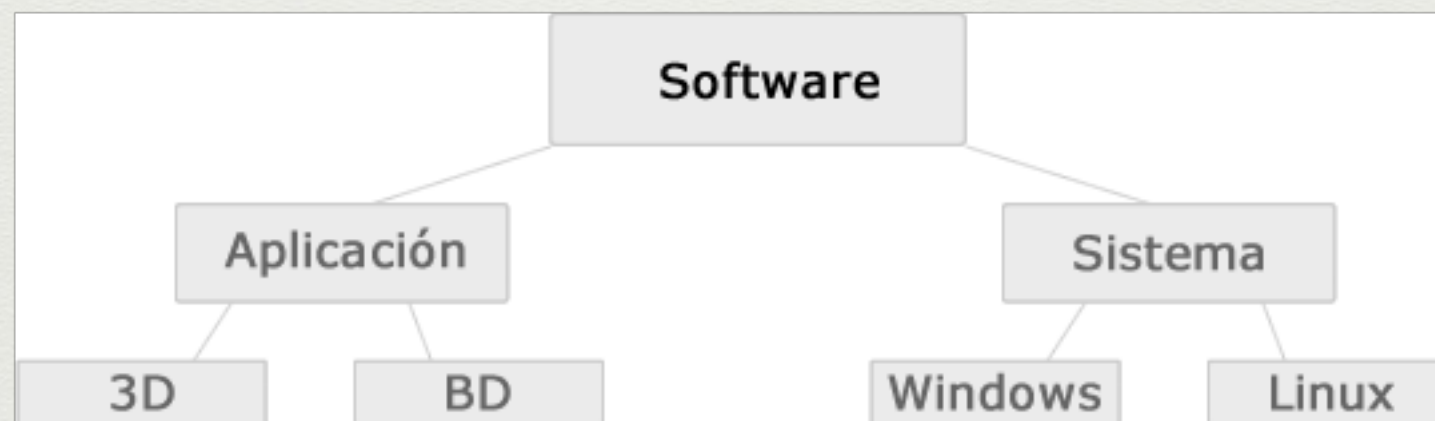 Software
Aplicación
Sistema
3D
BD
Windows
Linux